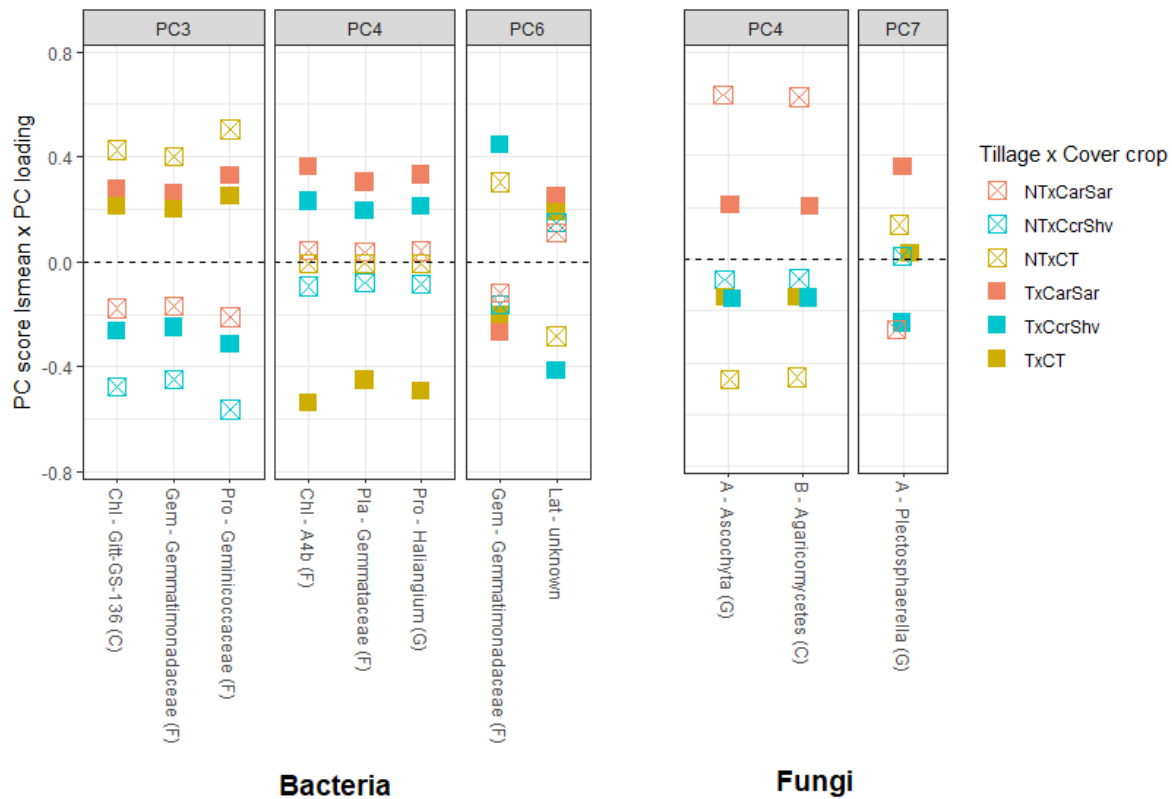 PC3
PC4
PC6
PC4
PC7
PC score lsmean x PC loading
0.8
0.4
0.0
-0.4
-0.8
Chl - Gitt-GS-136 (C)
Gem - Gemmatimonadaceae (F)
Pro - Geminicoccaceae (F)
Chl - A4b (F)
Pla - Gemmataceae (F)
Pro - Haliangium (G)
Gem - Gemmatimonadaceae (F)
Lat - unknown
A - Ascochyta (G)
B - Agaricomycetes (C)
A - Plectosphaerella (G)
Tillage x Cover crop
NTxCarSar
NTxCcrShv
NTxCT
TxCarSar
TxCcrShv
TxCT
Bacteria
Fungi